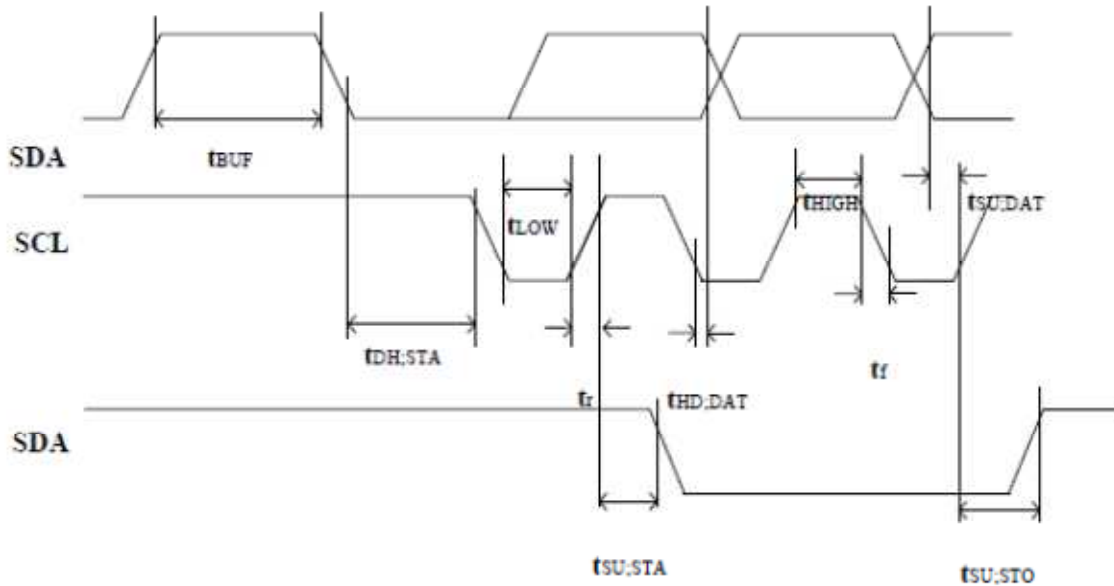 SDA
tBUF
tHIGH
tSU;DAT
SCL
tLOW
tDH;STA
tf
tr
tHD;DAT
SDA
tSU;STA
tSU;STO